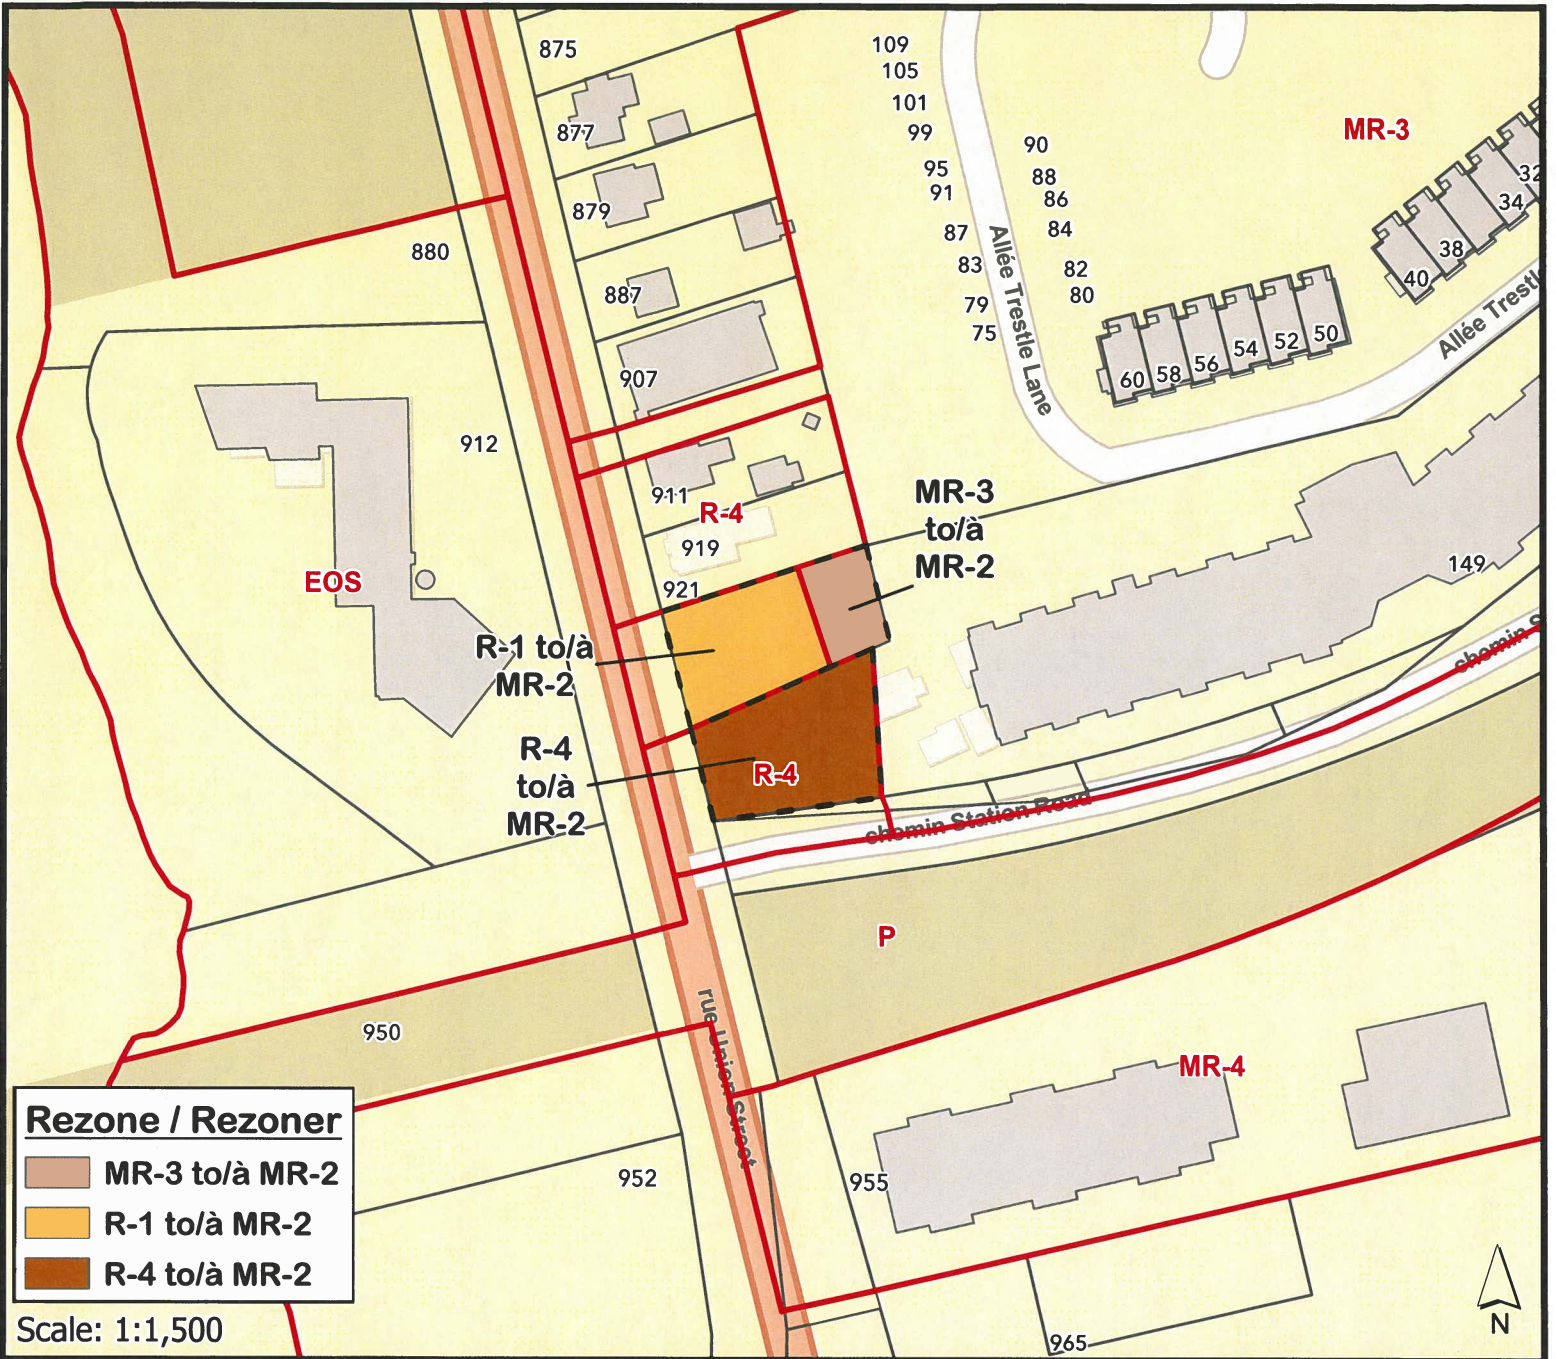 875
877
879
880
887
907
912
911
R-4
919
921
EOS
109
105
101
99
95
91
87
83
79
75
90
88
86
84
82
80
Allée Trestle Lane
MR-3
32
34
38
40
50
52
54
56
58
60
Allée Trestl
MR-3
to/à
MR-2
149
R-1 to/à
MR-2
R-4
to/à
MR-2
R-4
chemin Station Road
chemin S
P
950
rue Union Street
MR-4
952
955
965
Rezone / Rezoner
MR-3 to/à MR-2
R-1 to/à MR-2
R-4 to/à MR-2
Scale: 1:1,500
N